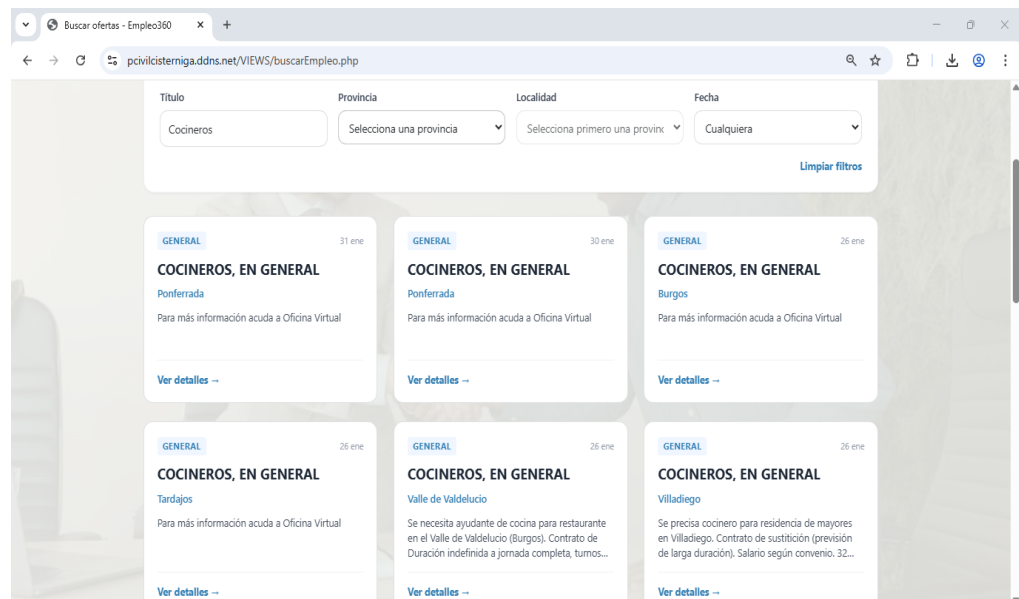 Buscar ofertas - Empleo360
pcivilcisterniga.ddns.net/VIEWS/buscarEmpleo.php
Título Provincia Localidad Fecha
Cocineros Selecciona una provincia Selecciona primero una provinc Cualquiera
Limpiar filtros
GENERAL 31 ene
COCINEROS, EN GENERAL
Ponferrada
Para más información acuda a Oficina Virtual
Ver detalles →
GENERAL 30 ene
COCINEROS, EN GENERAL
Ponferrada
Para más información acuda a Oficina Virtual
Ver detalles →
GENERAL 26 ene
COCINEROS, EN GENERAL
Burgos
Para más información acuda a Oficina Virtual
Ver detalles →
GENERAL 26 ene
COCINEROS, EN GENERAL
Tardajos
Para más información acuda a Oficina Virtual
Ver detalles →
GENERAL 26 ene
COCINEROS, EN GENERAL
Valle de Valdelucio
Se necesita ayudante de cocina para restaurante
en el Valle de Valdelucio (Burgos). Contrato de
Duración indefinida a jornada completa, turnos...
Ver detalles →
GENERAL 26 ene
COCINEROS, EN GENERAL
Villadiego
Se precisa cocinero para residencia de mayores
en Villadiego. Contrato de sustitición (previsión
de larga duración). Salario según convenio. 32...
Ver detalles →